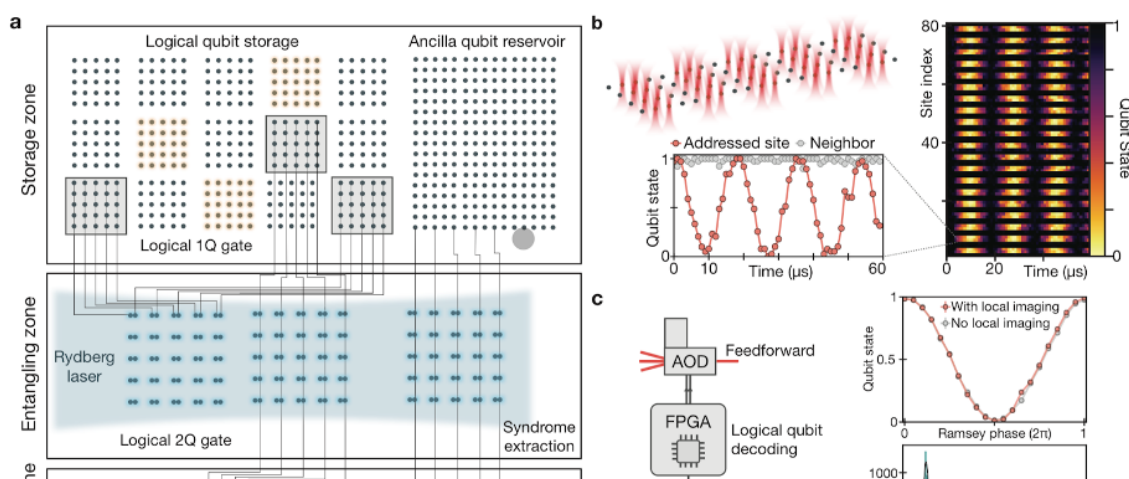 a
Storage zone
Logical qubit storage
Ancilla qubit reservoir
Logical 1Q gate
Entangling zone
Rydberg
laser
Logical 2Q gate
Syndrome
extraction
b
Addressed site
Neighbor
Qubit state
1
0
0
10
Time (µs)
60
Site index
80
40
0
20
Time (µs)
60
1
0
Qubit State
c
AOD
Feedforward
FPGA
Logical qubit
decoding
With local imaging
No local imaging
Qubit state
1
0.5
0
0
Ramsey phase (2π)
1
1000